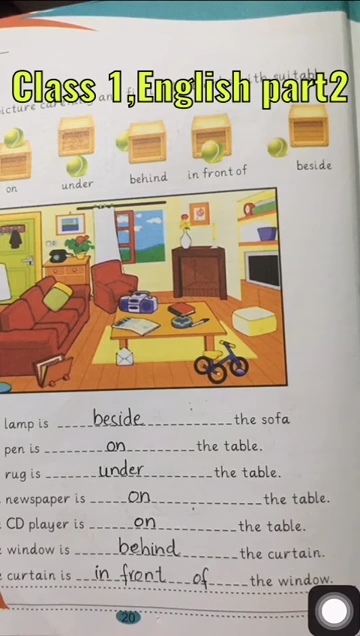 Class 1,English part2
on under behind in front of beside
lamp is beside the sofa
pen is on the table.
rug is under the table.
newspaper is on the table.
CD player is on the table.
window is behind the curtain.
curtain is in front of the window.
20